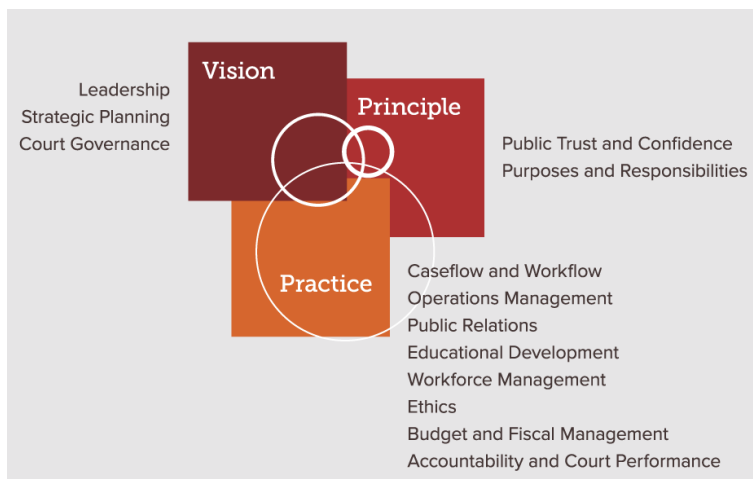 Vision
Leadership
Strategic Planning
Court Governance
Principle
Public Trust and Confidence
Purposes and Responsibilities
Practice
Caseflow and Workflow
Operations Management
Public Relations
Educational Development
Workforce Management
Ethics
Budget and Fiscal Management
Accountability and Court Performance